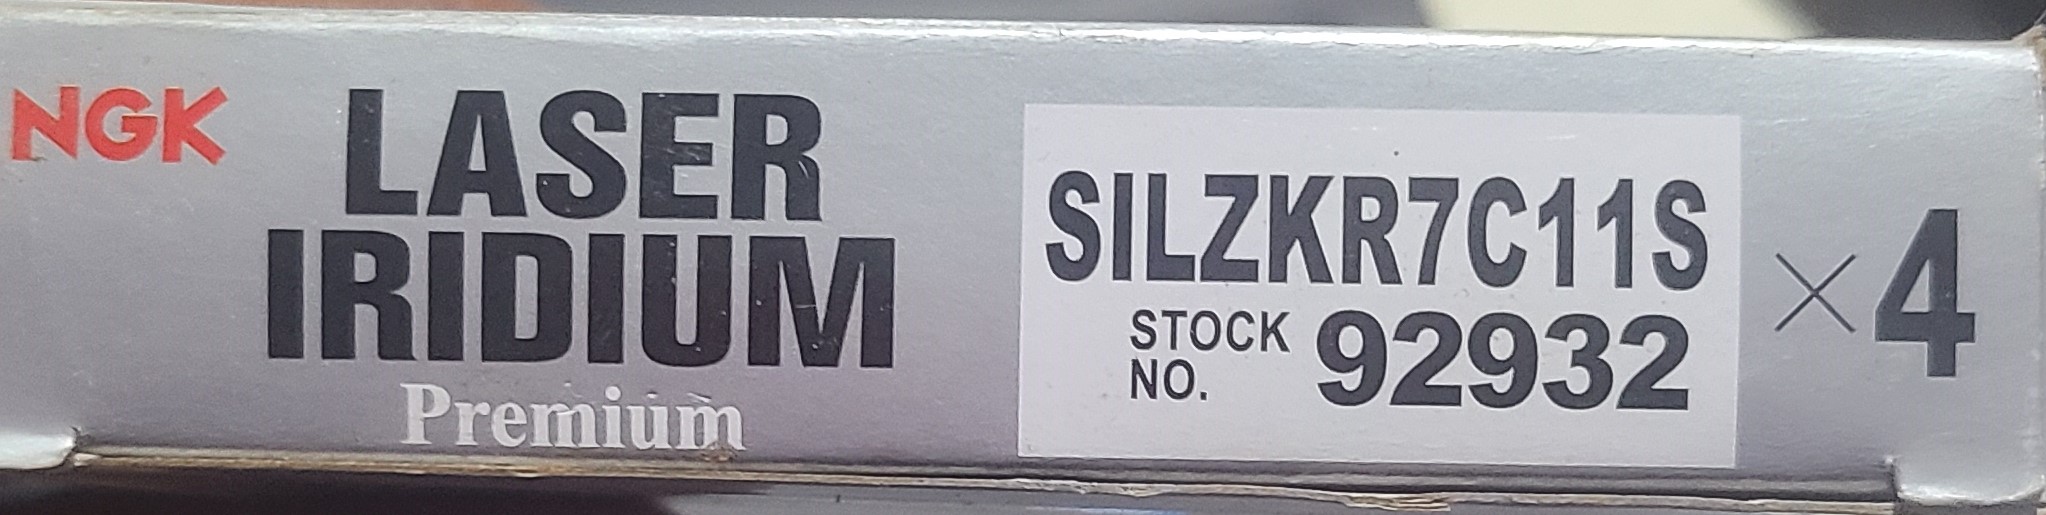 NGK
LASER
IRIDIUM
Premium
SILZKR7C11S
STOCK
NO. 92932
×4